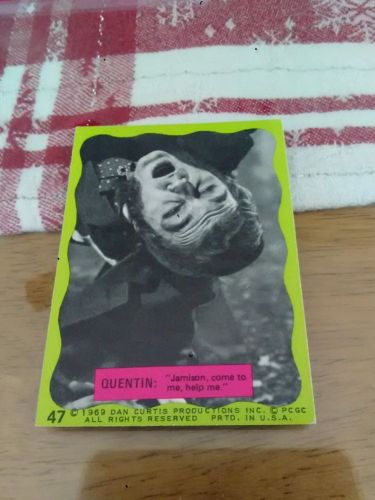 QUENTIN: "Jamison, come to
me, help me."
47 © 1969 DAN CURTIS PRODUCTIONS INC. © PCGC
ALL RIGHTS RESERVED PRTD. IN U.S.A.